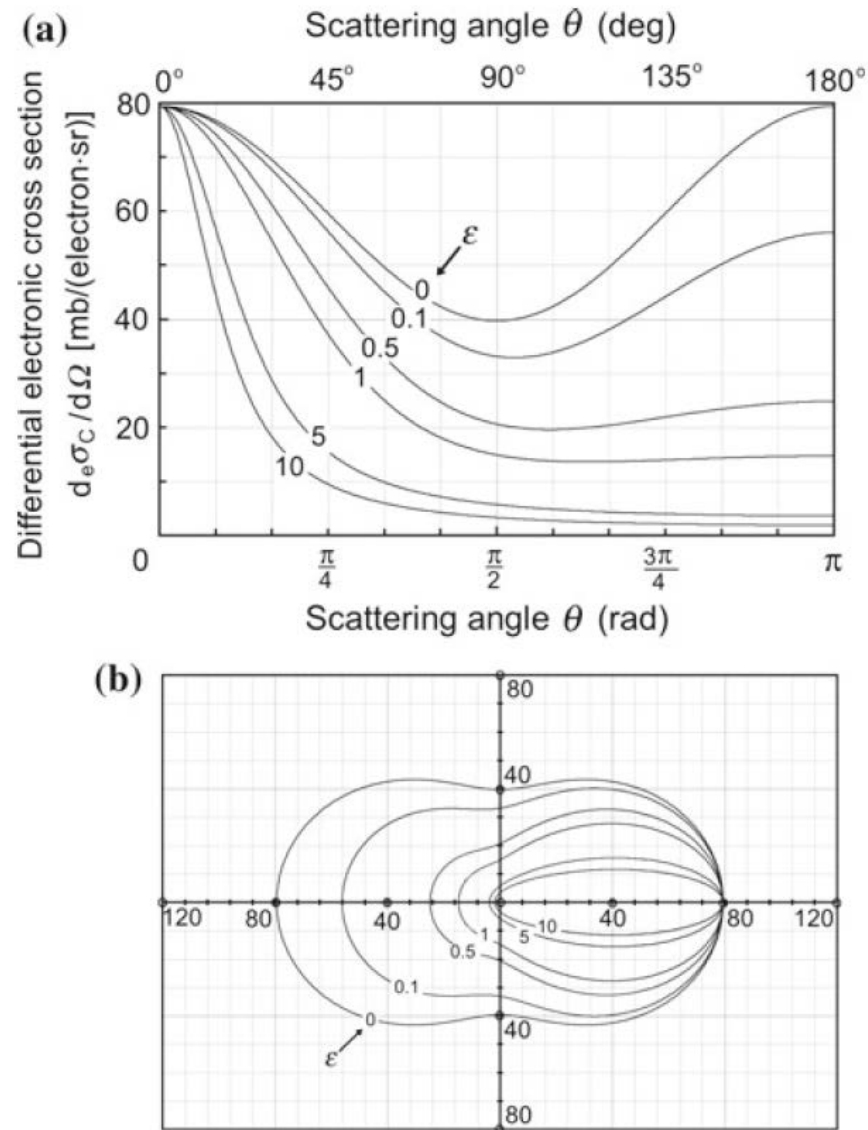 (a)
Scattering angle θ̂ (deg)
0° 45° 90° 135° 180°
Differential electronic cross section
dₑσ_C/dΩ [mb/(electron·sr)]
80
60
40
20
0
ε
0
0.1
0.5
1
5
10
π/4 π/2 3π/4 π
Scattering angle θ (rad)
(b)
80
40
120 80 40 40 80 120
10
5
1
0.5
0.1
0
ε
40
80